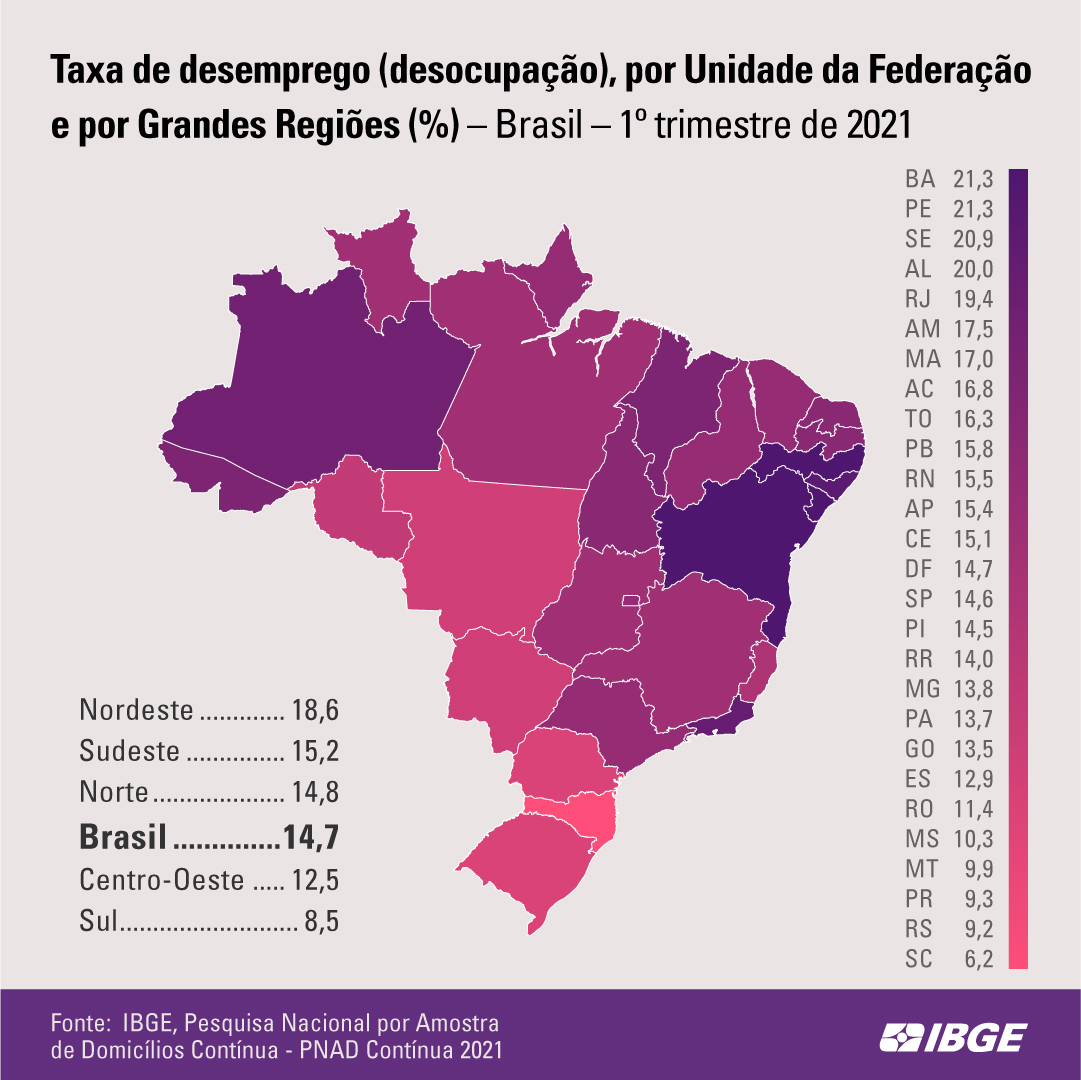 Taxa de desemprego (desocupação), por Unidade da Federação
e por Grandes Regiões (%) – Brasil – 1º trimestre de 2021
BA 21,3
PE 21,3
SE 20,9
AL 20,0
RJ 19,4
AM 17,5
MA 17,0
AC 16,8
TO 16,3
PB 15,8
RN 15,5
AP 15,4
CE 15,1
DF 14,7
SP 14,6
PI 14,5
RR 14,0
MG 13,8
PA 13,7
GO 13,5
ES 12,9
RO 11,4
MS 10,3
MT 9,9
PR 9,3
RS 9,2
SC 6,2
Nordeste ............. 18,6
Sudeste ............... 15,2
Norte .................... 14,8
Brasil ..............14,7
Centro-Oeste ..... 12,5
Sul........................... 8,5
Fonte: IBGE, Pesquisa Nacional por Amostra
de Domicílios Contínua - PNAD Contínua 2021
IBGE